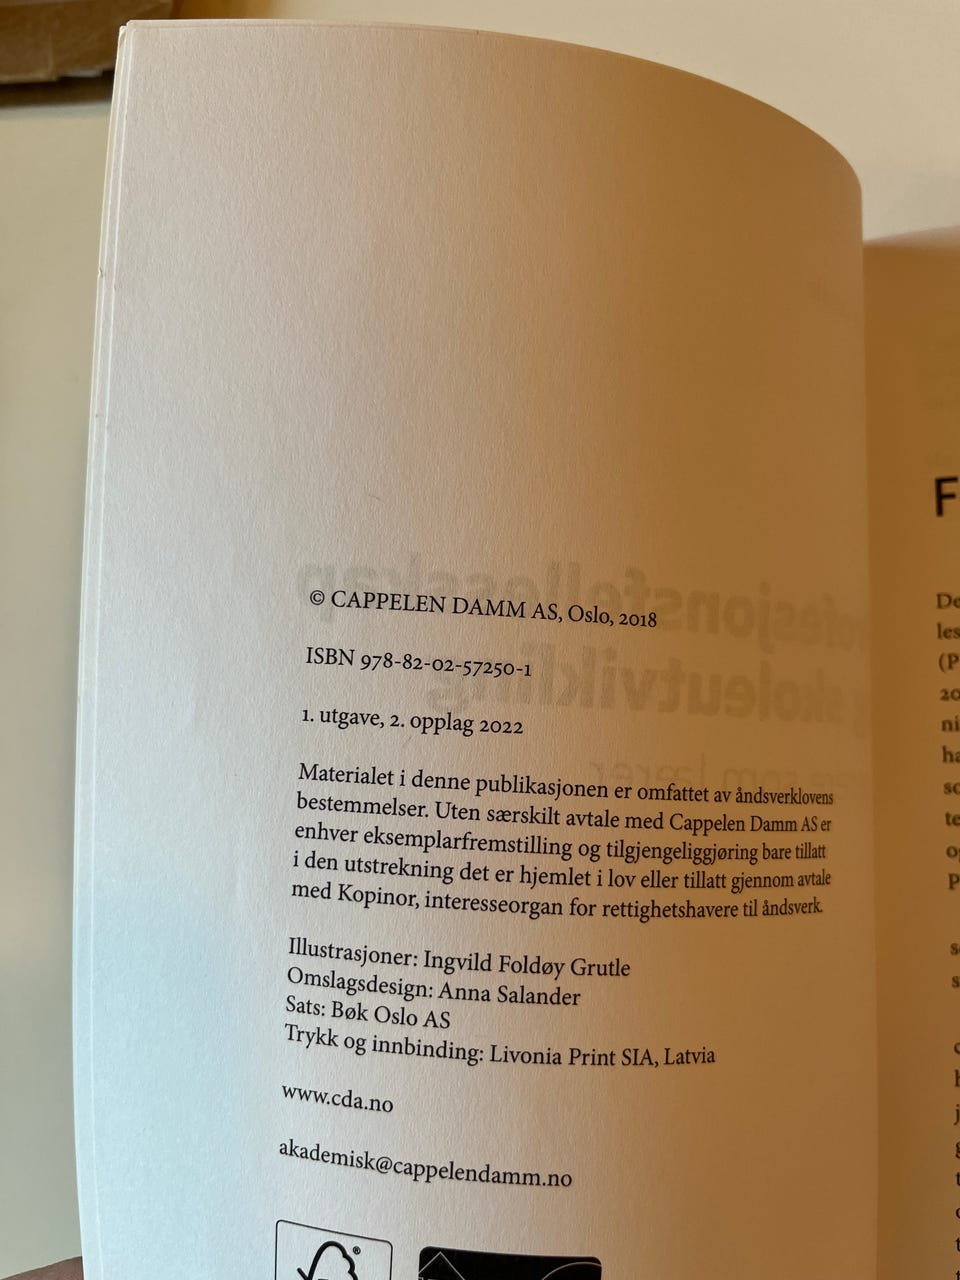 © CAPPELEN DAMM AS, Oslo, 2018
ISBN 978-82-02-57250-1
1. utgave, 2. opplag 2022
Materialet i denne publikasjonen er omfattet av åndsverklovens
bestemmelser. Uten særskilt avtale med Cappelen Damm AS er
enhver eksemplarfremstilling og tilgjengeliggjøring bare tillatt
i den utstrekning det er hjemlet i lov eller tillatt gjennom avtale
med Kopinor, interesseorgan for rettighetshavere til åndsverk.
Illustrasjoner: Ingvild Foldøy Grutle
Omslagsdesign: Anna Salander
Sats: Bøk Oslo AS
Trykk og innbinding: Livonia Print SIA, Latvia
www.cda.no
akademisk@cappelendamm.no